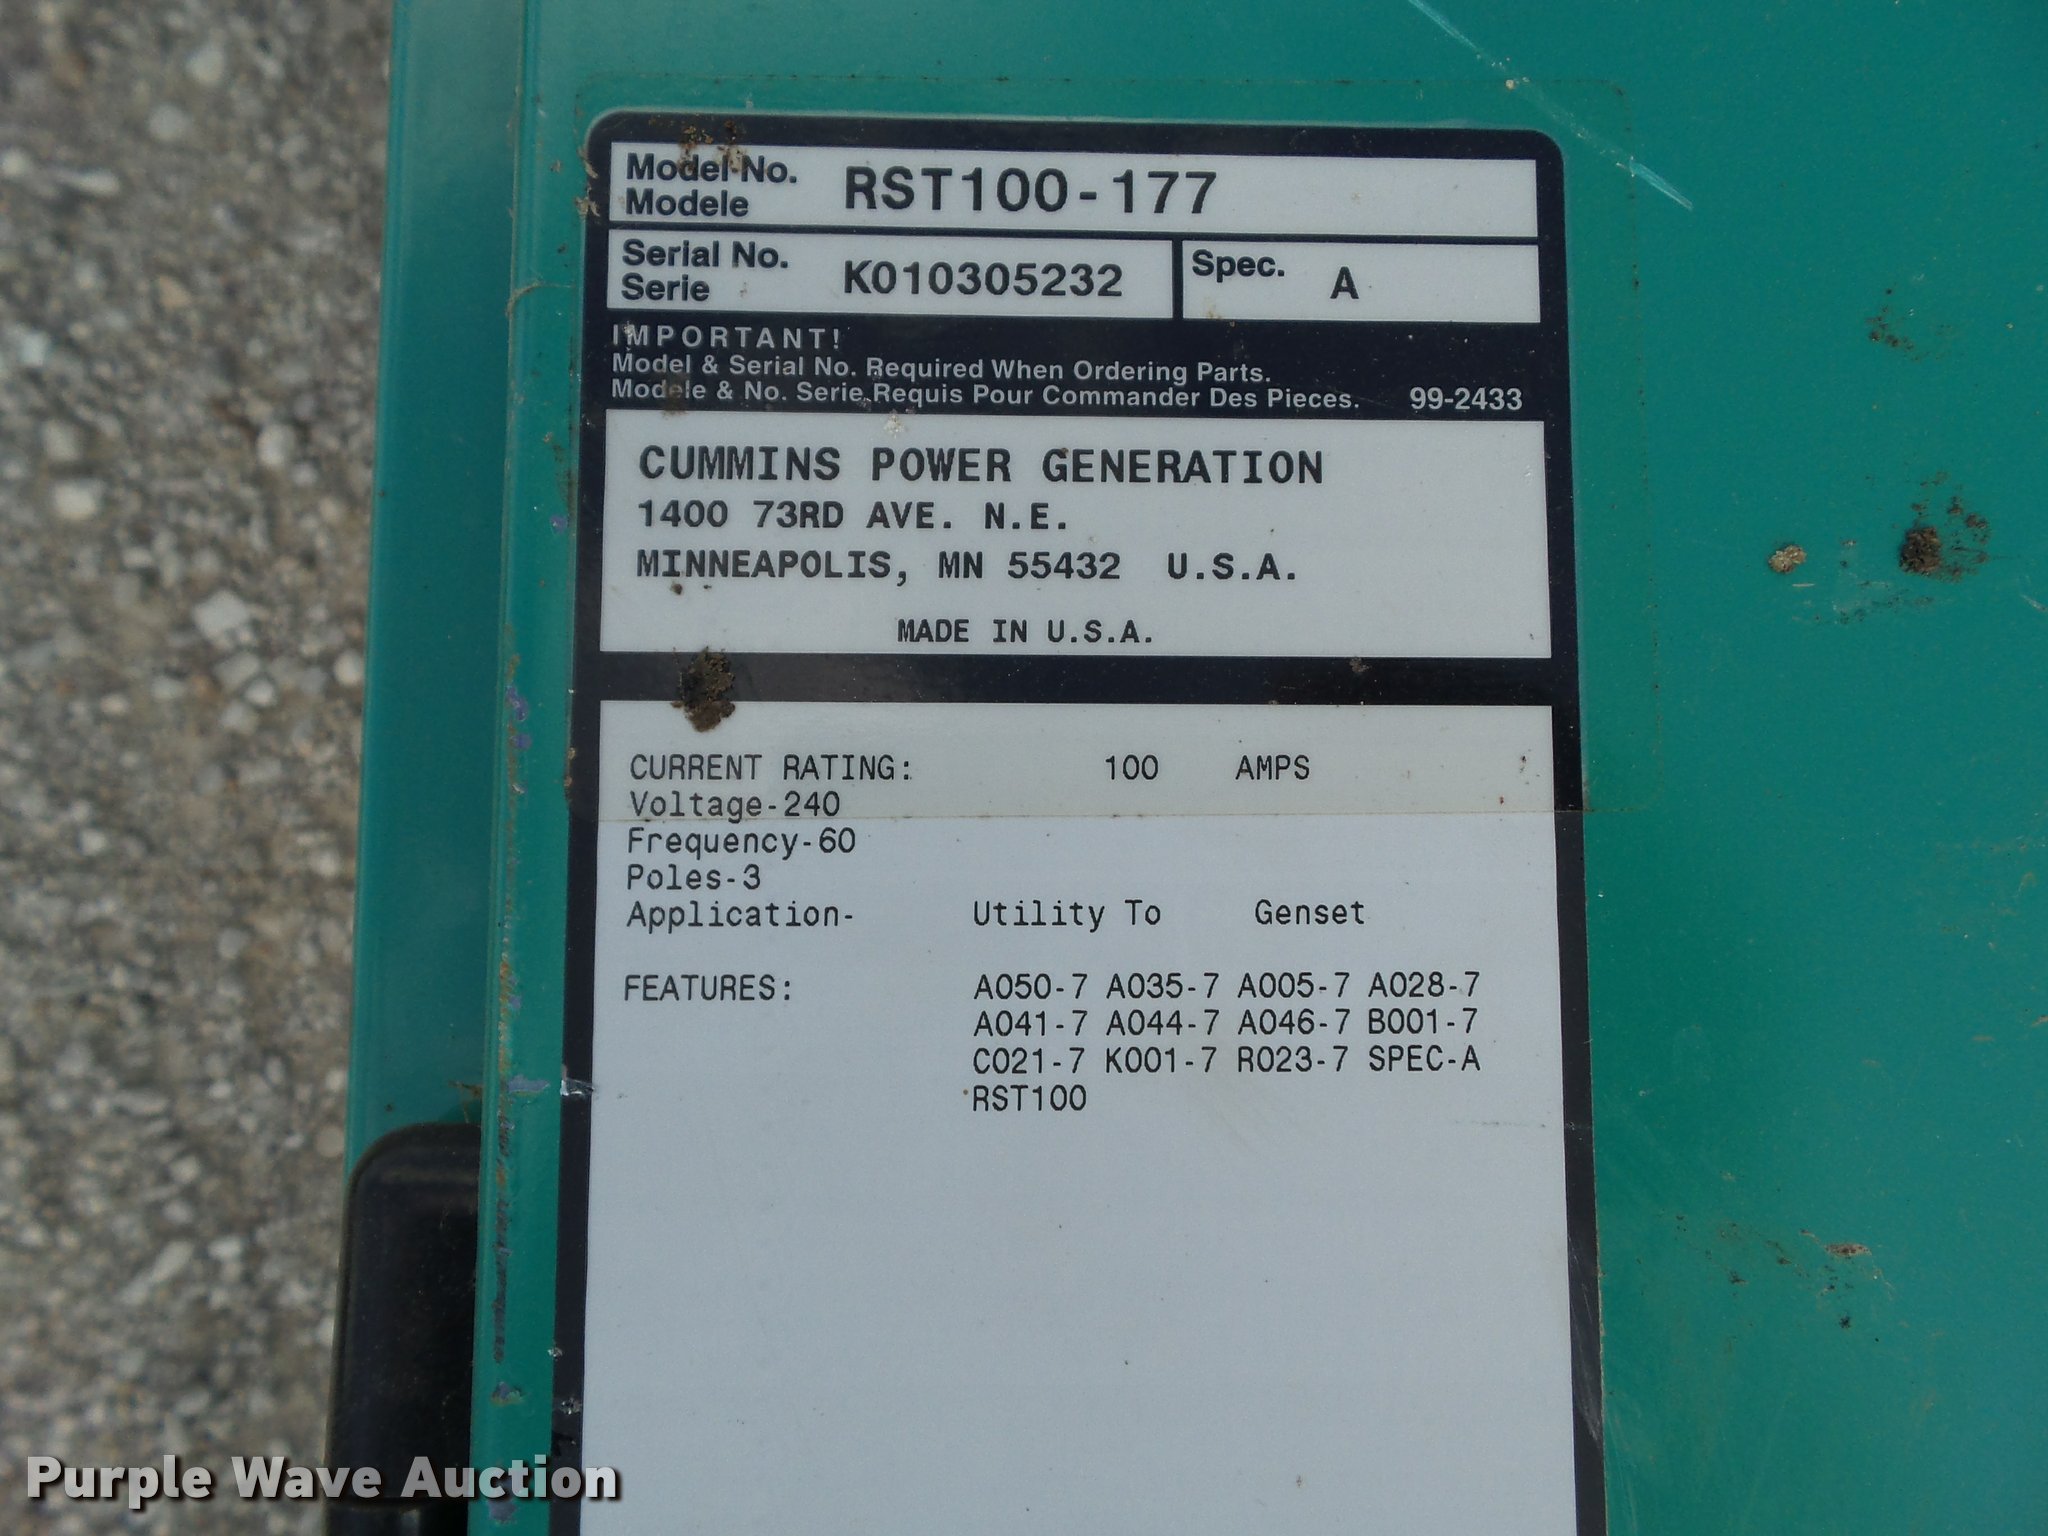 Model No. RST100-177
Modele
Serial No. K010305232 Spec. A
Serie
IMPORTANT!
Model & Serial No. Required When Ordering Parts.
Modele & No. Serie Requis Pour Commander Des Pieces. 99-2433
CUMMINS POWER GENERATION
1400 73RD AVE. N.E.
MINNEAPOLIS, MN 55432 U.S.A.
MADE IN U.S.A.
CURRENT RATING: 100 AMPS
Voltage-240
Frequency-60
Poles-3
Application- Utility To Genset
FEATURES: A050-7 A035-7 A005-7 A028-7
A041-7 A044-7 A046-7 B001-7
C021-7 K001-7 R023-7 SPEC-A
RST100
Purple Wave Auction